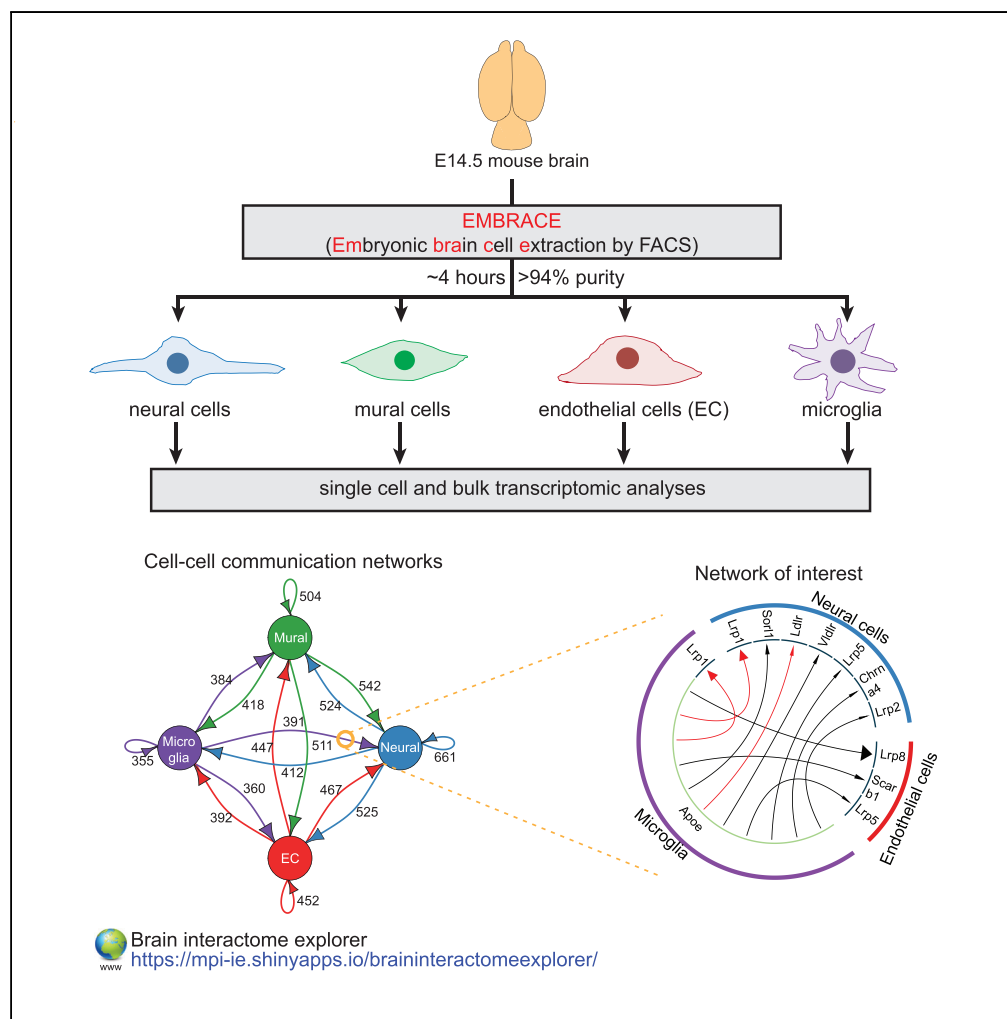 E14.5 mouse brain
EMBRACE
(Embryonic brain cell extraction by FACS)
~4 hours >94% purity
neural cells
mural cells
endothelial cells (EC)
microglia
single cell and bulk transcriptomic analyses
Cell-cell communication networks
504
Mural
384
418
542
524
391
447
511
Micro
glia
Neural
355
661
412
360
467
392
525
EC
452
Network of interest
Neural cells
Lrp1
Lrp1
Sorl1
Ldlr
Vldlr
Lrp5
Chrn
a4
Lrp2
Lrp8
Scar
b1
Lrp5
Endothelial cells
Apoe
Microglia
www
Brain interactome explorer
https://mpi-ie.shinyapps.io/braininteractomeexplorer/